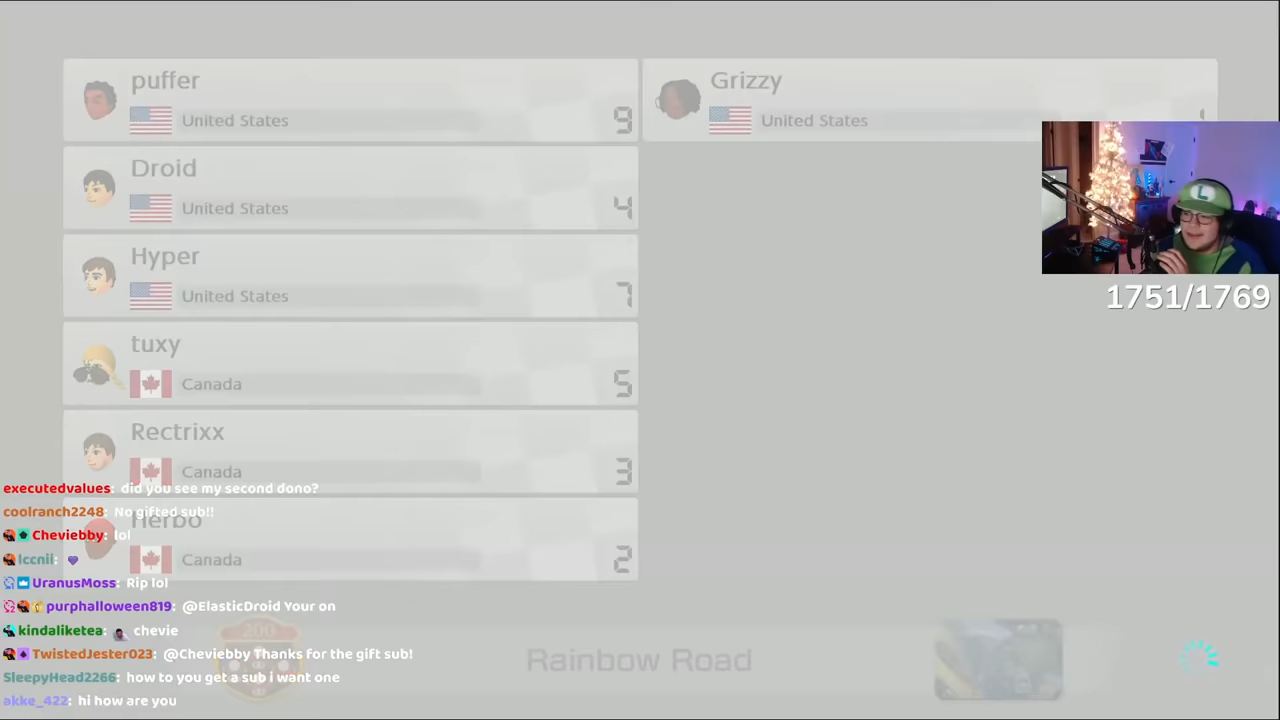 puffer
United States
9
Droid
United States
4
Hyper
United States
7
tuxy
Canada
5
Rectrixx
Canada
3
Herbo
Canada
2
Grizzy
United States
L
1751/1769
executedvalues: did you see my second dono?
coolranch2248: No gifted sub!!
Cheviebby: lol
lccnii: 💜
UranusMoss: Rip lol
purphalloween819: @ElasticDroid Your on
kindaliketea: chevie
TwistedJester023: @Cheviebby Thanks for the gift sub!
SleepyHead2266: how to you get a sub i want one
akke_422: hi how are you
200
Rainbow Road